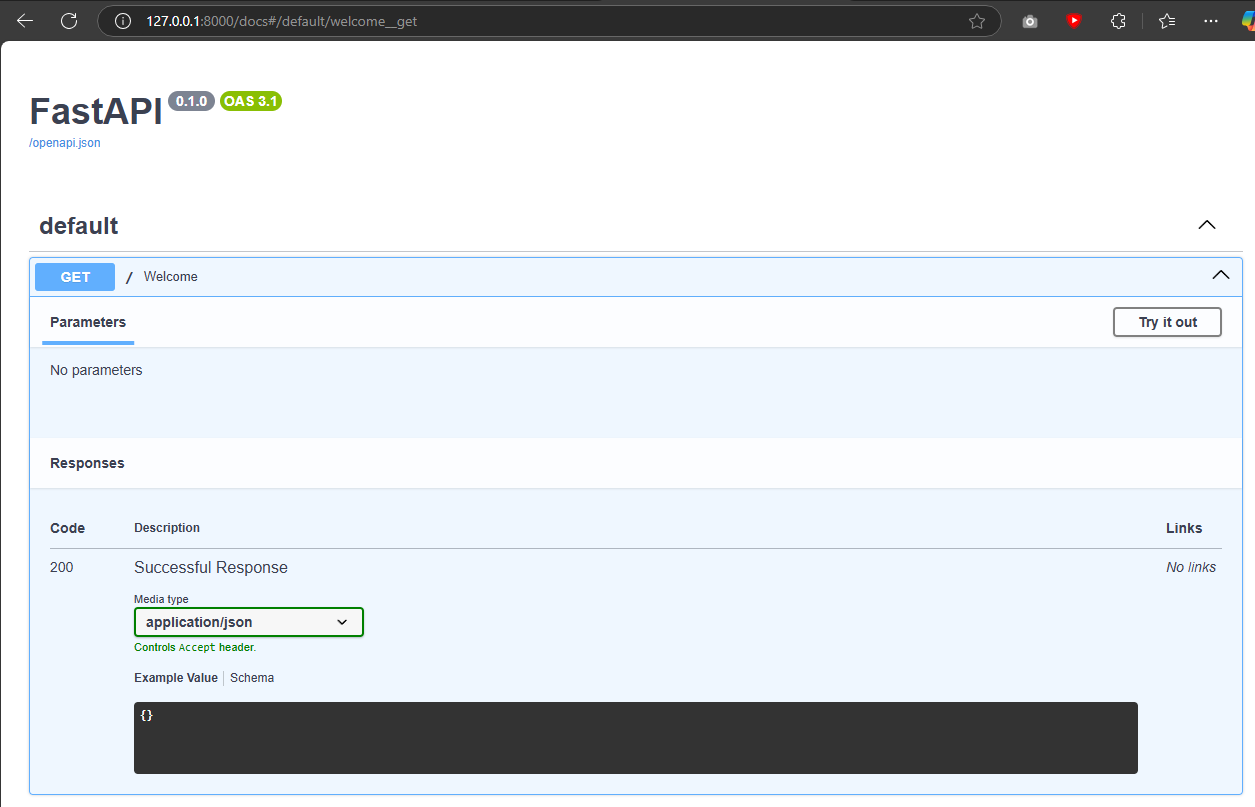 127.0.0.1:8000/docs#/default/welcome__get
FastAPI 0.1.0 OAS 3.1
/openapi.json
default
GET / Welcome
Parameters Try it out
No parameters
Responses
Code Description Links
200 Successful Response No links
Media type
application/json
Controls Accept header.
Example Value Schema
{}